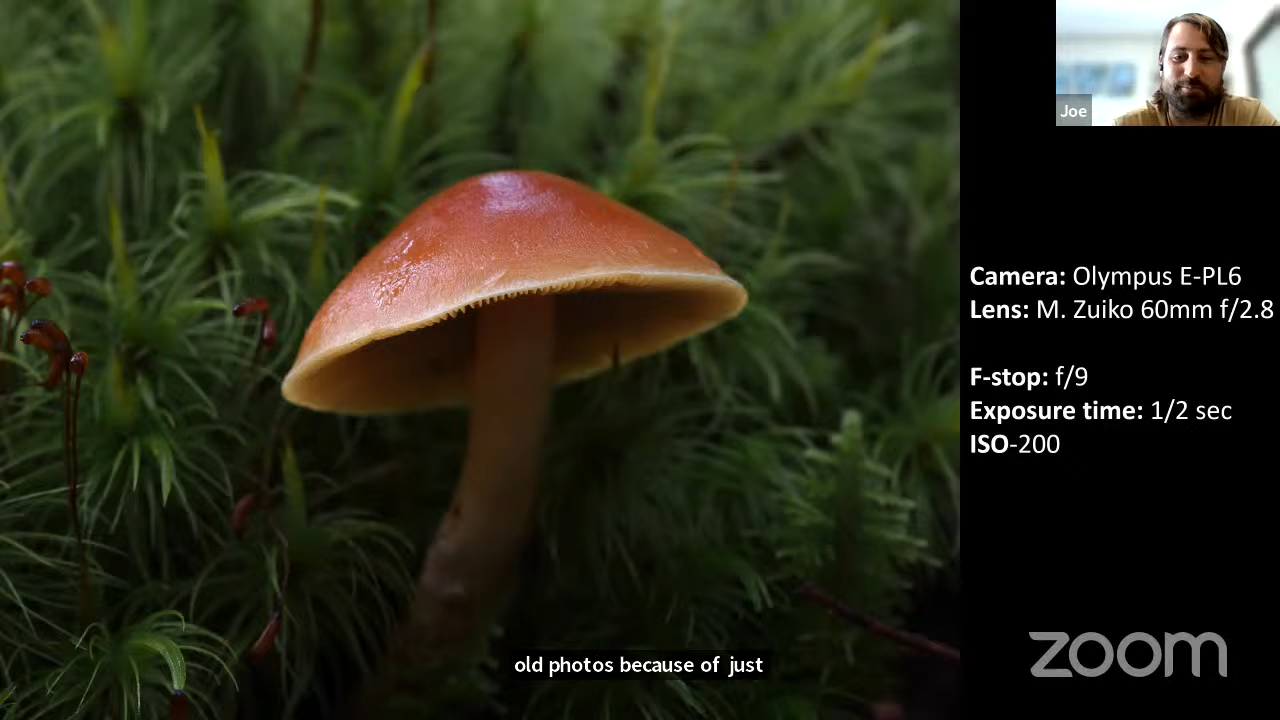 Joe
Camera: Olympus E-PL6
Lens: M. Zuiko 60mm f/2.8
F-stop: f/9
Exposure time: 1/2 sec
ISO-200
zoom
old photos because of just